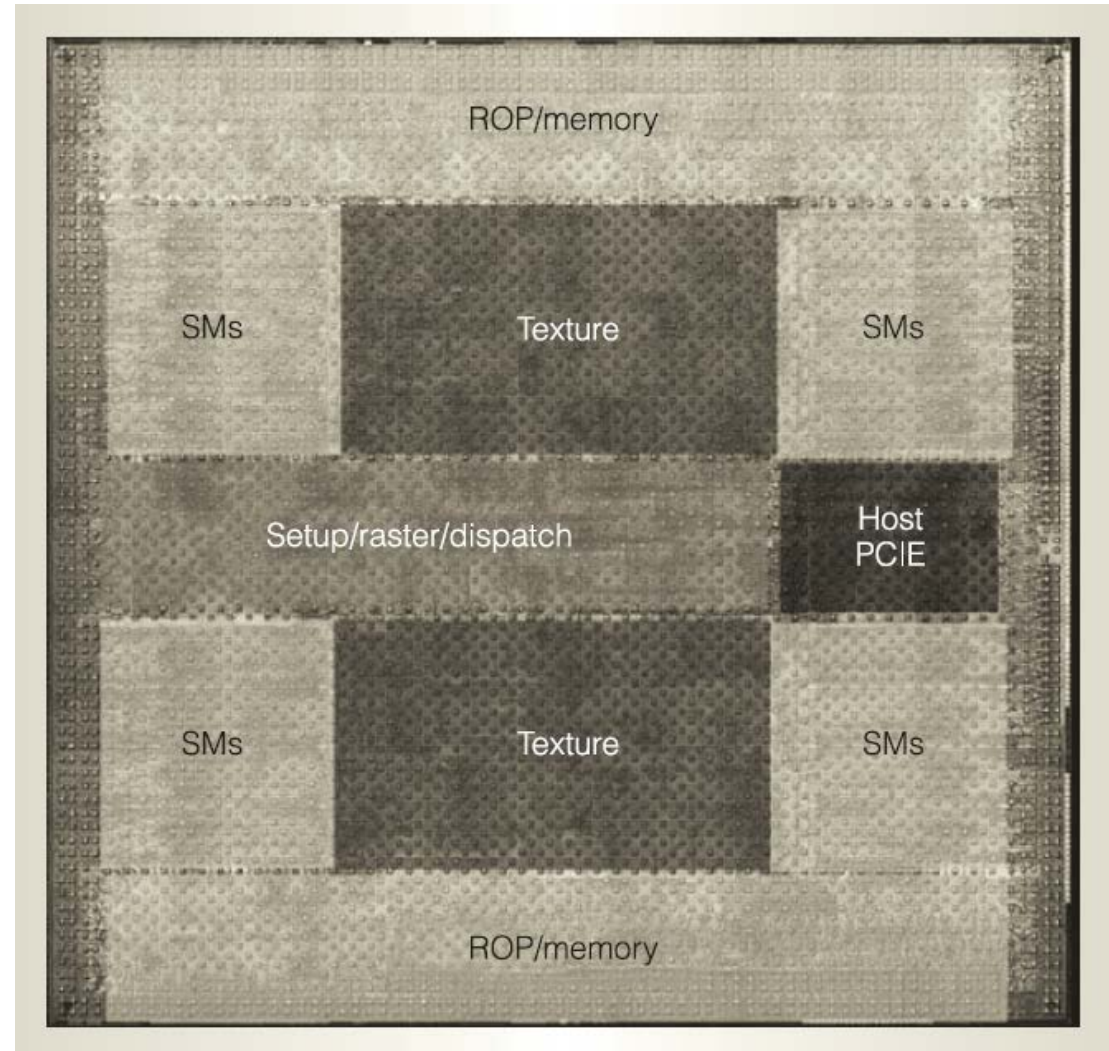 ROP/memory
SMs
Texture
SMs
Setup/raster/dispatch
Host
PCIE
SMs
Texture
SMs
ROP/memory